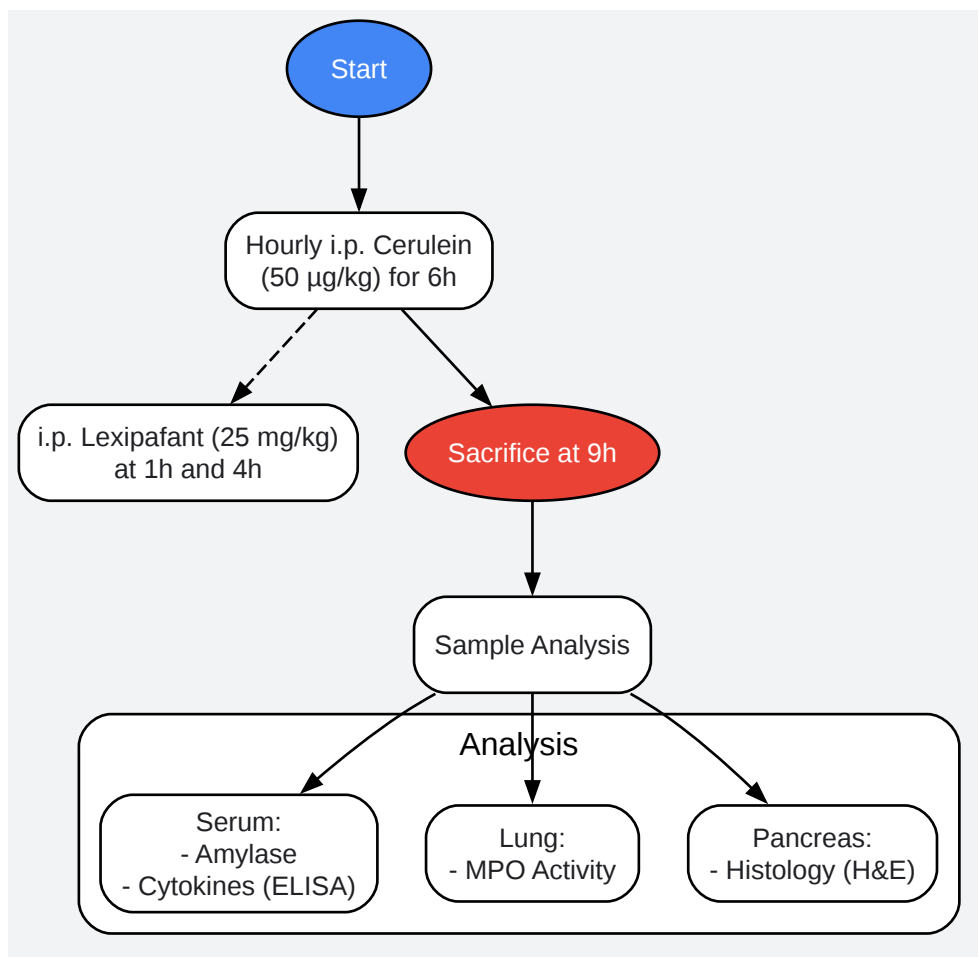 Start
Hourly i.p. Cerulein
(50 µg/kg) for 6h
i.p. Lexipafant (25 mg/kg)
at 1h and 4h
Sacrifice at 9h
Sample Analysis
Analysis
Serum:
- Amylase
- Cytokines (ELISA)
Lung:
- MPO Activity
Pancreas:
- Histology (H&E)